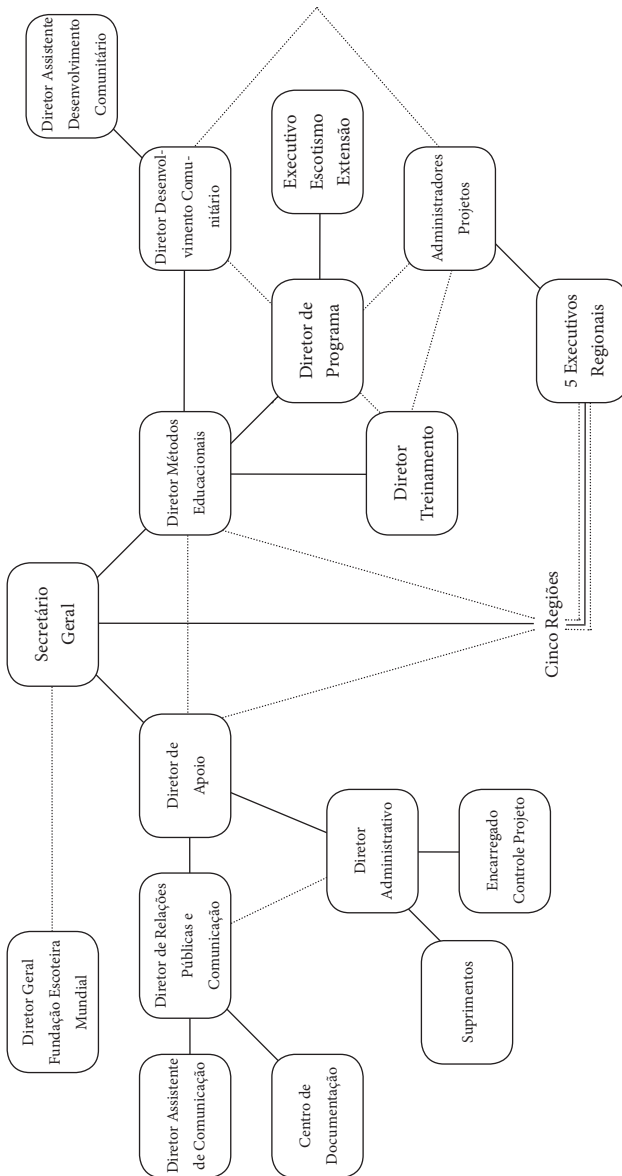 Secretário
Geral
Diretor Geral
Fundação Escoteira
Mundial
Diretor de
Apoio
Diretor Métodos
Educacionais
Diretor Desenvol-
vimento Comu-
nitário
Diretor Assistente
Desenvolvimento
Comunitário
Diretor Assistente
de Comunicação
Diretor de Relações
Públicas e
Comunicação
Centro de
Documentação
Diretor
Administrativo
Suprimentos
Encarregado
Controle Projeto
Diretor de
Programa
Executivo
Escotismo
Extensão
Diretor
Treinamento
Administradores
Projetos
5 Executivos
Regionais
Cinco Regiões